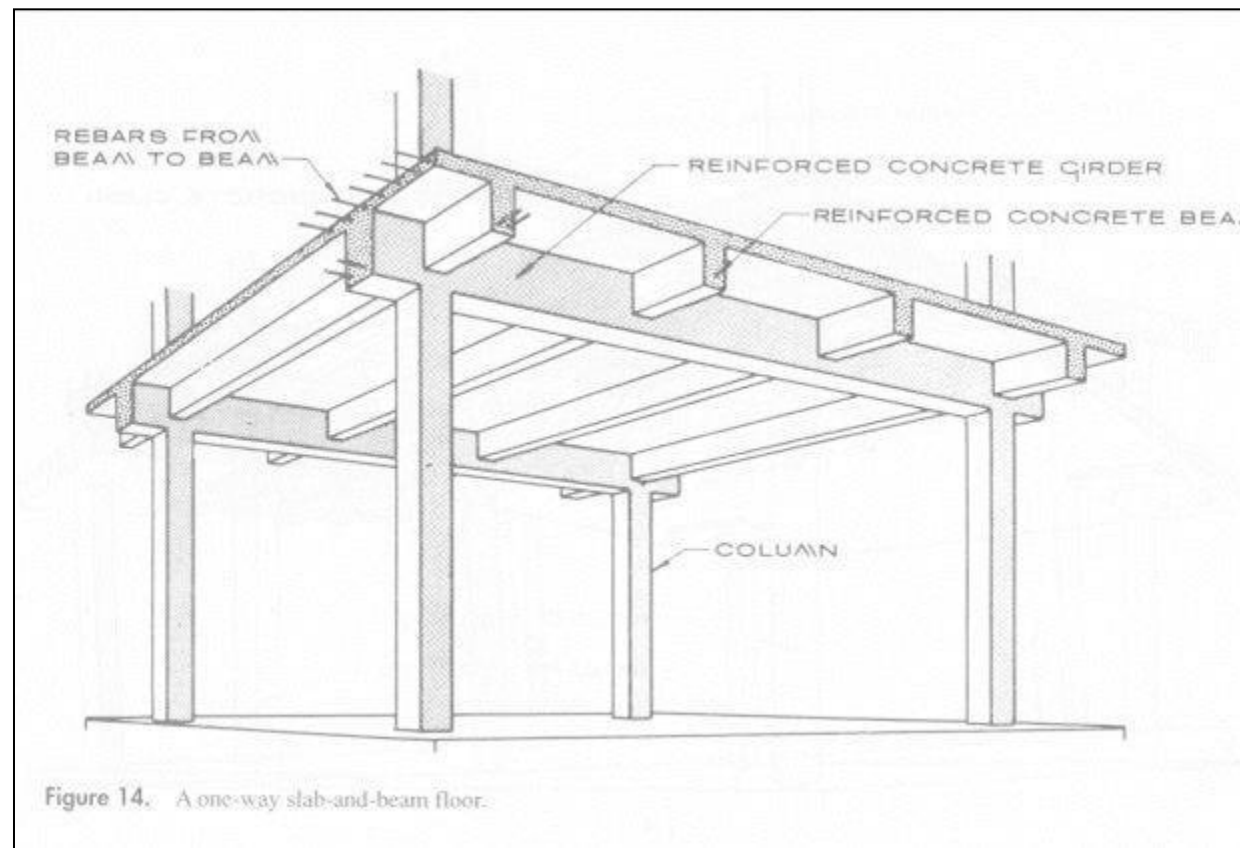 REBARS FROM
BEAM TO BEAM
REINFORCED CONCRETE GIRDER
REINFORCED CONCRETE BEA
COLUMN
Figure 14. A one-way slab-and-beam floor.